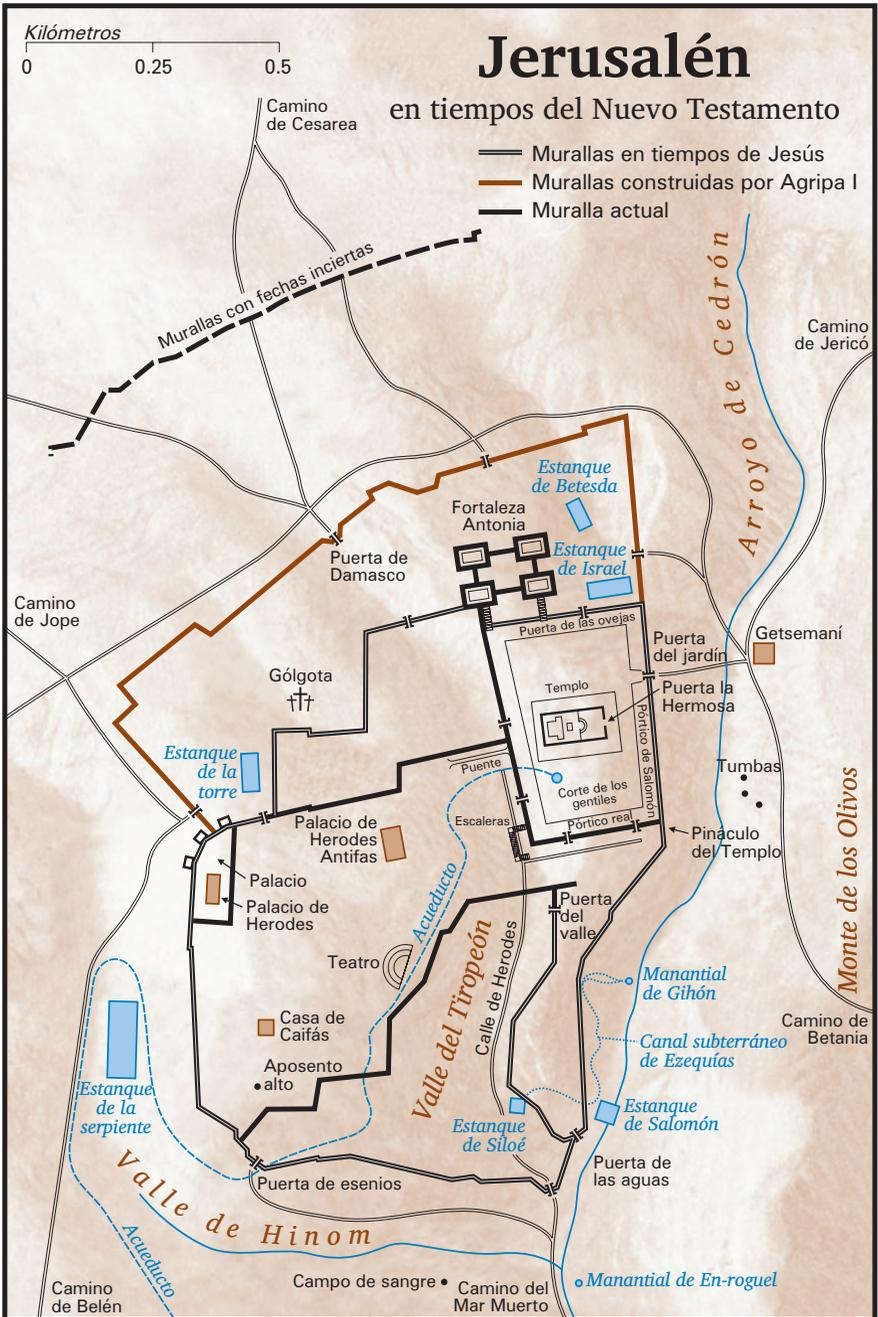 Kilómetros
0 0.25 0.5
Jerusalén
en tiempos del Nuevo Testamento
Murallas en tiempos de Jesús
Murallas construidas por Agripa I
Muralla actual
Camino
de Cesarea
Murallas con fechas inciertas
Arroyo de Cedrón
Camino
de Jericó
Estanque
de Betesda
Fortaleza
Antonia
Estanque
de Israel
Puerta de
Damasco
Camino
de Jope
Puerta de las ovejas
Puerta
del jardín
Getsemaní
Gólgota
Templo
Puerta la
Hermosa
Pórtico de Salomón
Estanque
de la
torre
Puente
Corte de los
gentiles
Tumbas
Monte de los Olivos
Palacio de
Herodes
Antifas
Escaleras
Pórtico real
Pináculo
del Templo
Palacio
Palacio de
Herodes
Acueducto
Puerta
del
valle
Teatro
Valle del Tiropeón
Calle de Herodes
Manantial
de Gihón
Casa de
Caifás
Canal subterráneo
de Ezequías
Camino de
Betania
Aposento
alto
Estanque
de la
serpiente
Estanque
de Siloé
Estanque
de Salomón
Puerta de
las aguas
Puerta de esenios
Valle de Hinom
Acueducto
Camino
de Belén
Campo de sangre
Camino del
Mar Muerto
Manantial de En-roguel